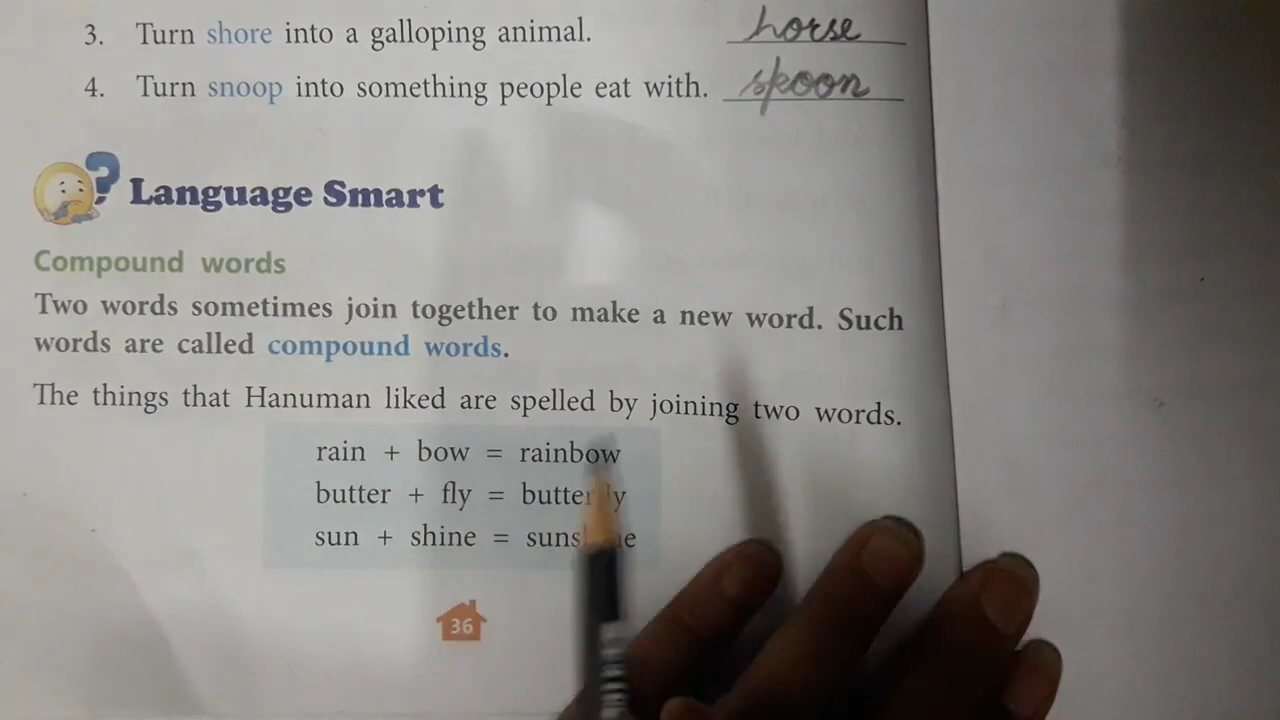 3. Turn shore into a galloping animal. horse
4. Turn snoop into something people eat with. spoon
Language Smart
Compound words
Two words sometimes join together to make a new word. Such
words are called compound words.
The things that Hanuman liked are spelled by joining two words.
rain + bow = rainbow
butter + fly = butterfly
sun + shine = sunshine
36